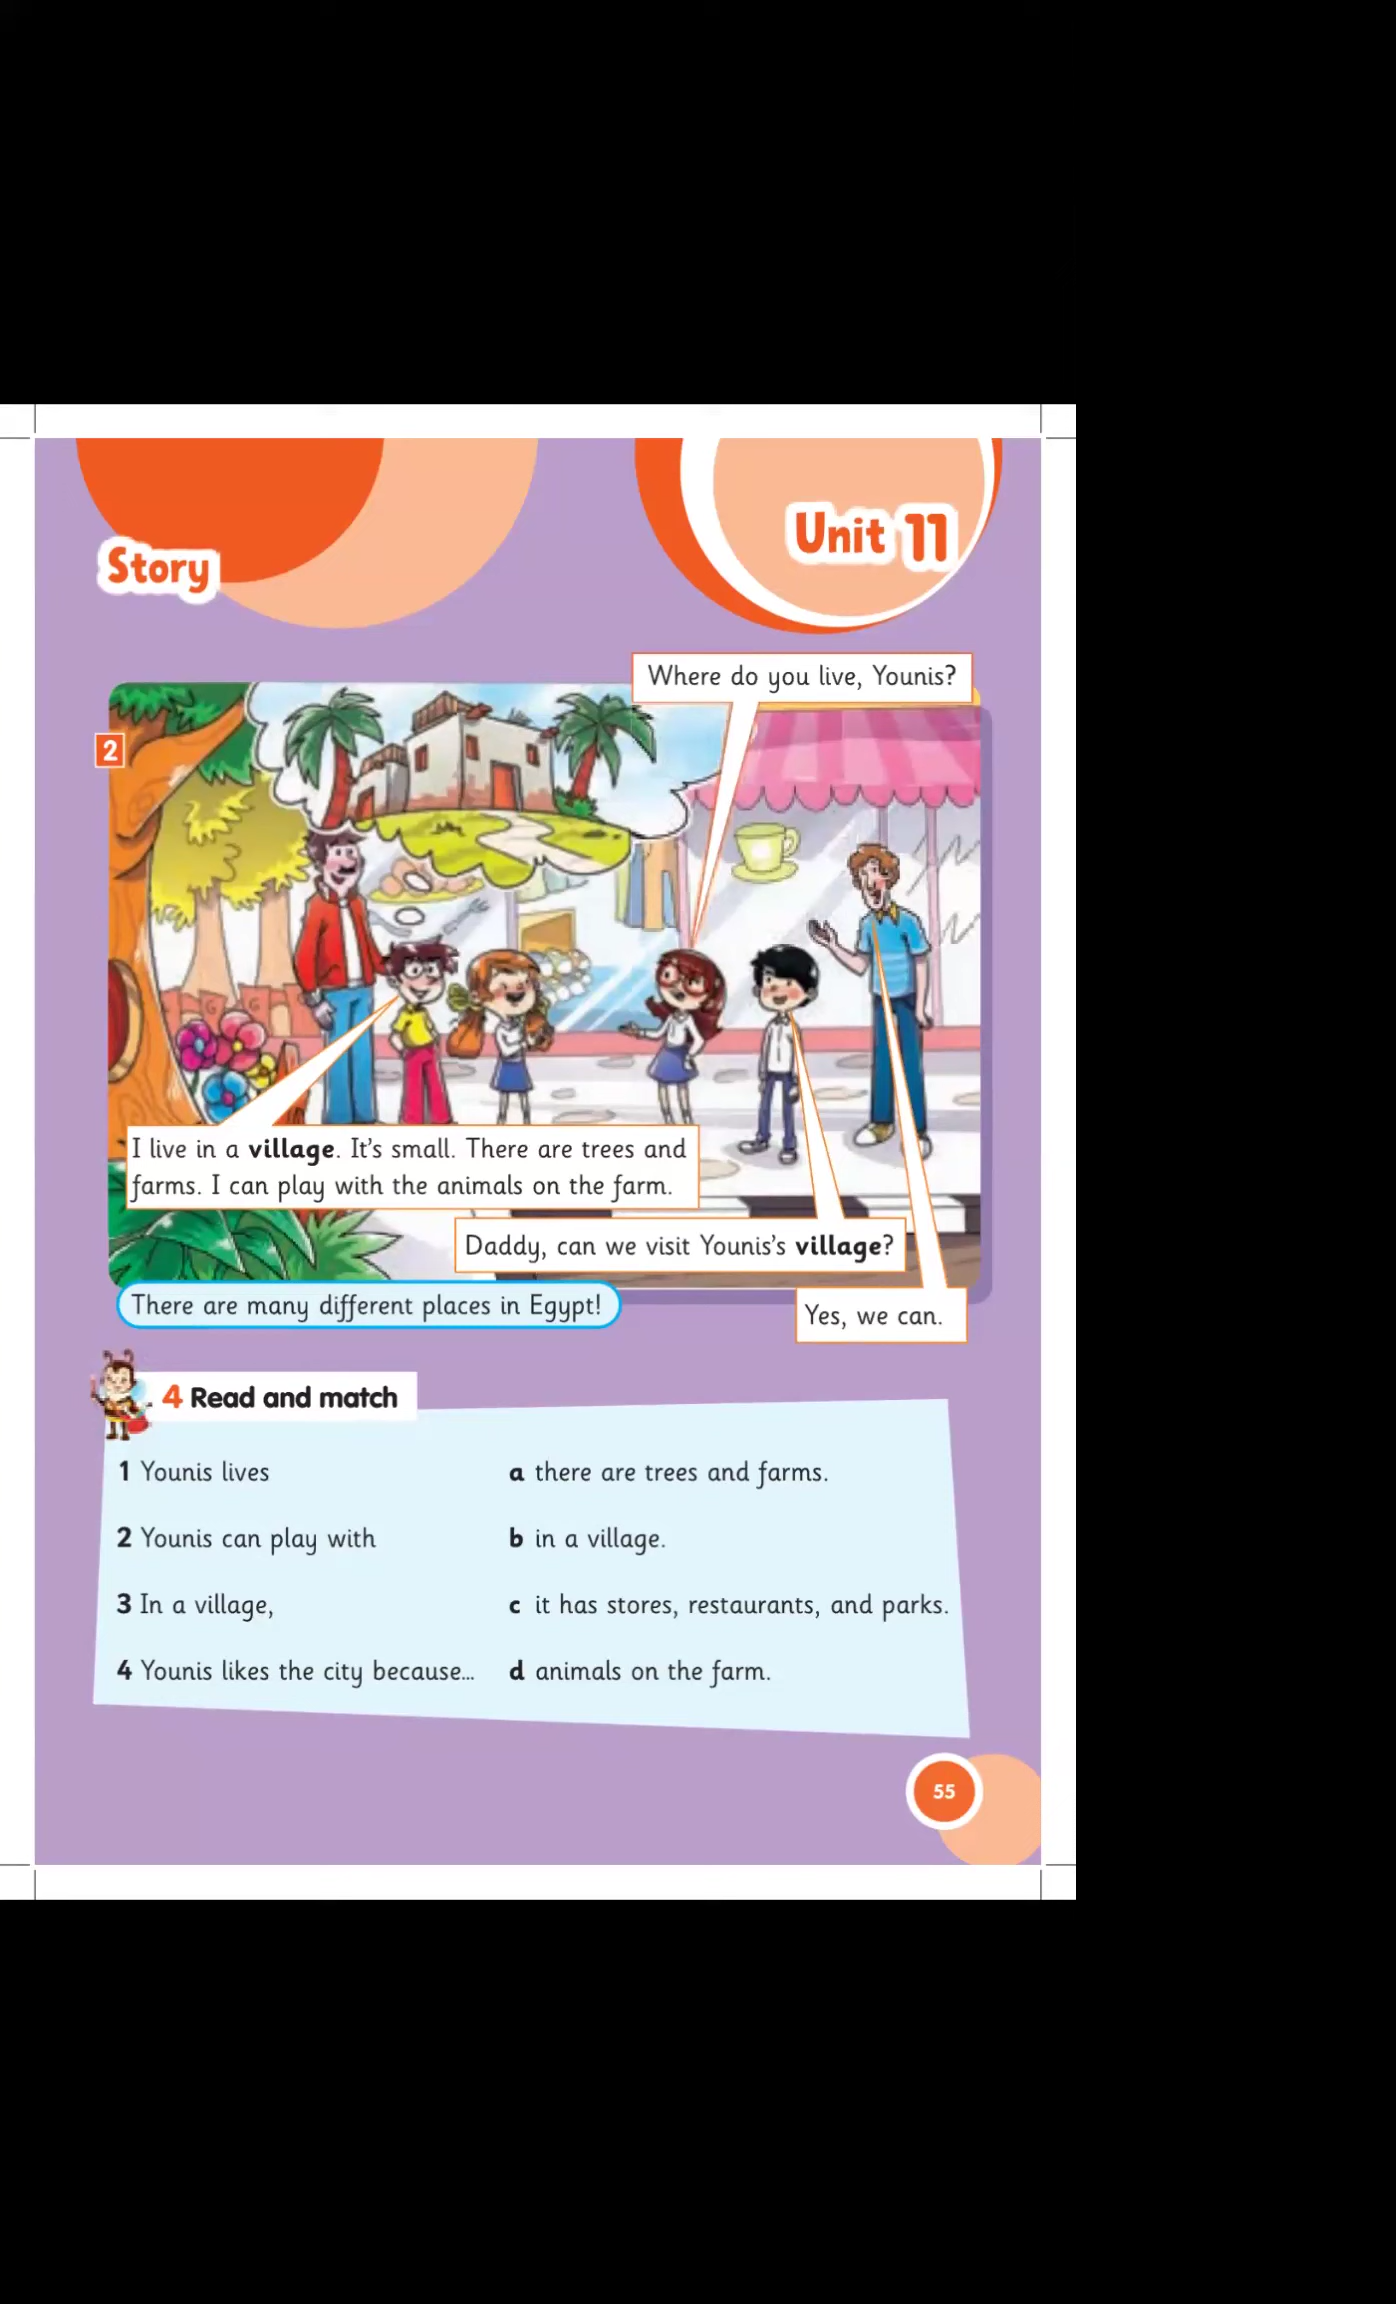 Story
Unit 11
Where do you live, Younis?
2
I live in a village. It's small. There are trees and
farms. I can play with the animals on the farm.
Daddy, can we visit Younis's village?
There are many different places in Egypt!
Yes, we can.
4 Read and match
1 Younis lives
a there are trees and farms.
2 Younis can play with
b in a village.
3 In a village,
c it has stores, restaurants, and parks.
4 Younis likes the city because...
d animals on the farm.
55